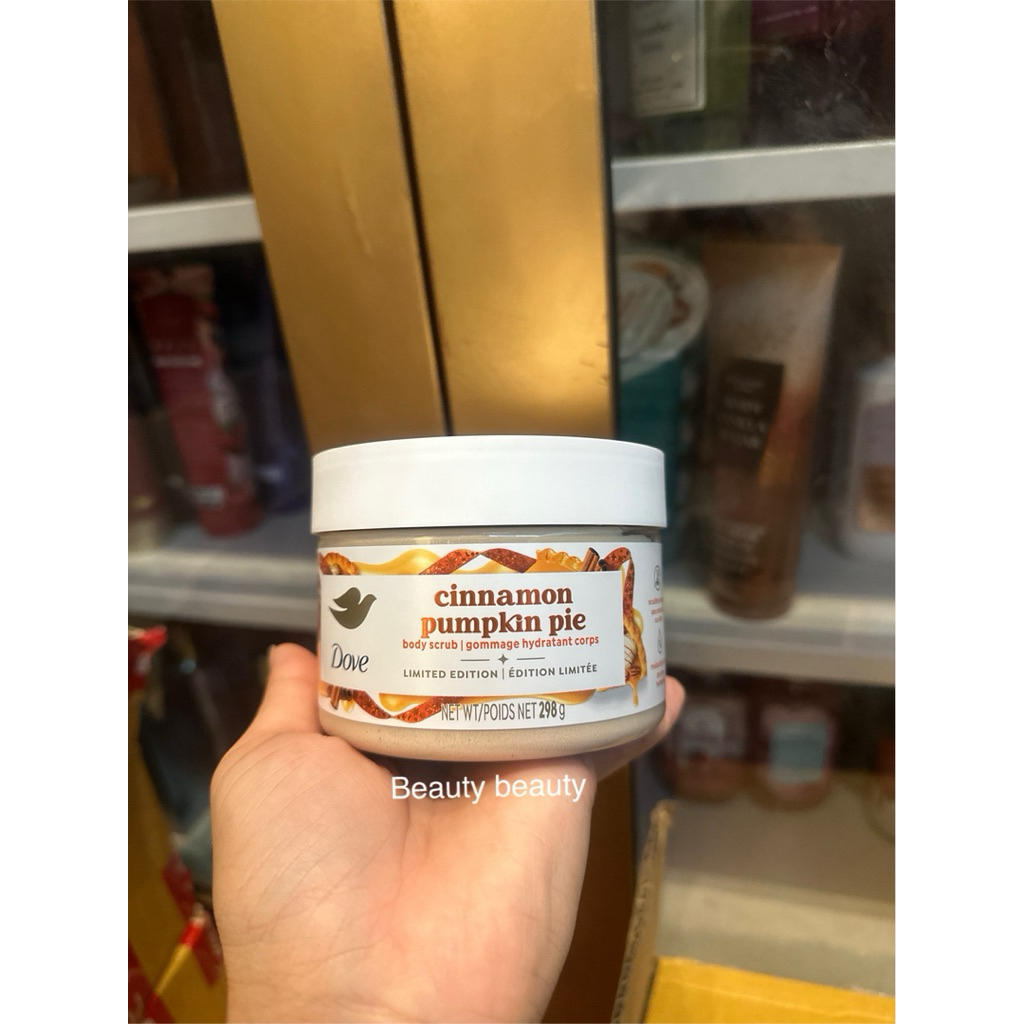 cinnamon
pumpkin pie
body scrub | gommage hydratant corps
Dove
LIMITED EDITION | ÉDITION LIMITÉE
NET WT/POIDS NET 298 g
Beauty beauty